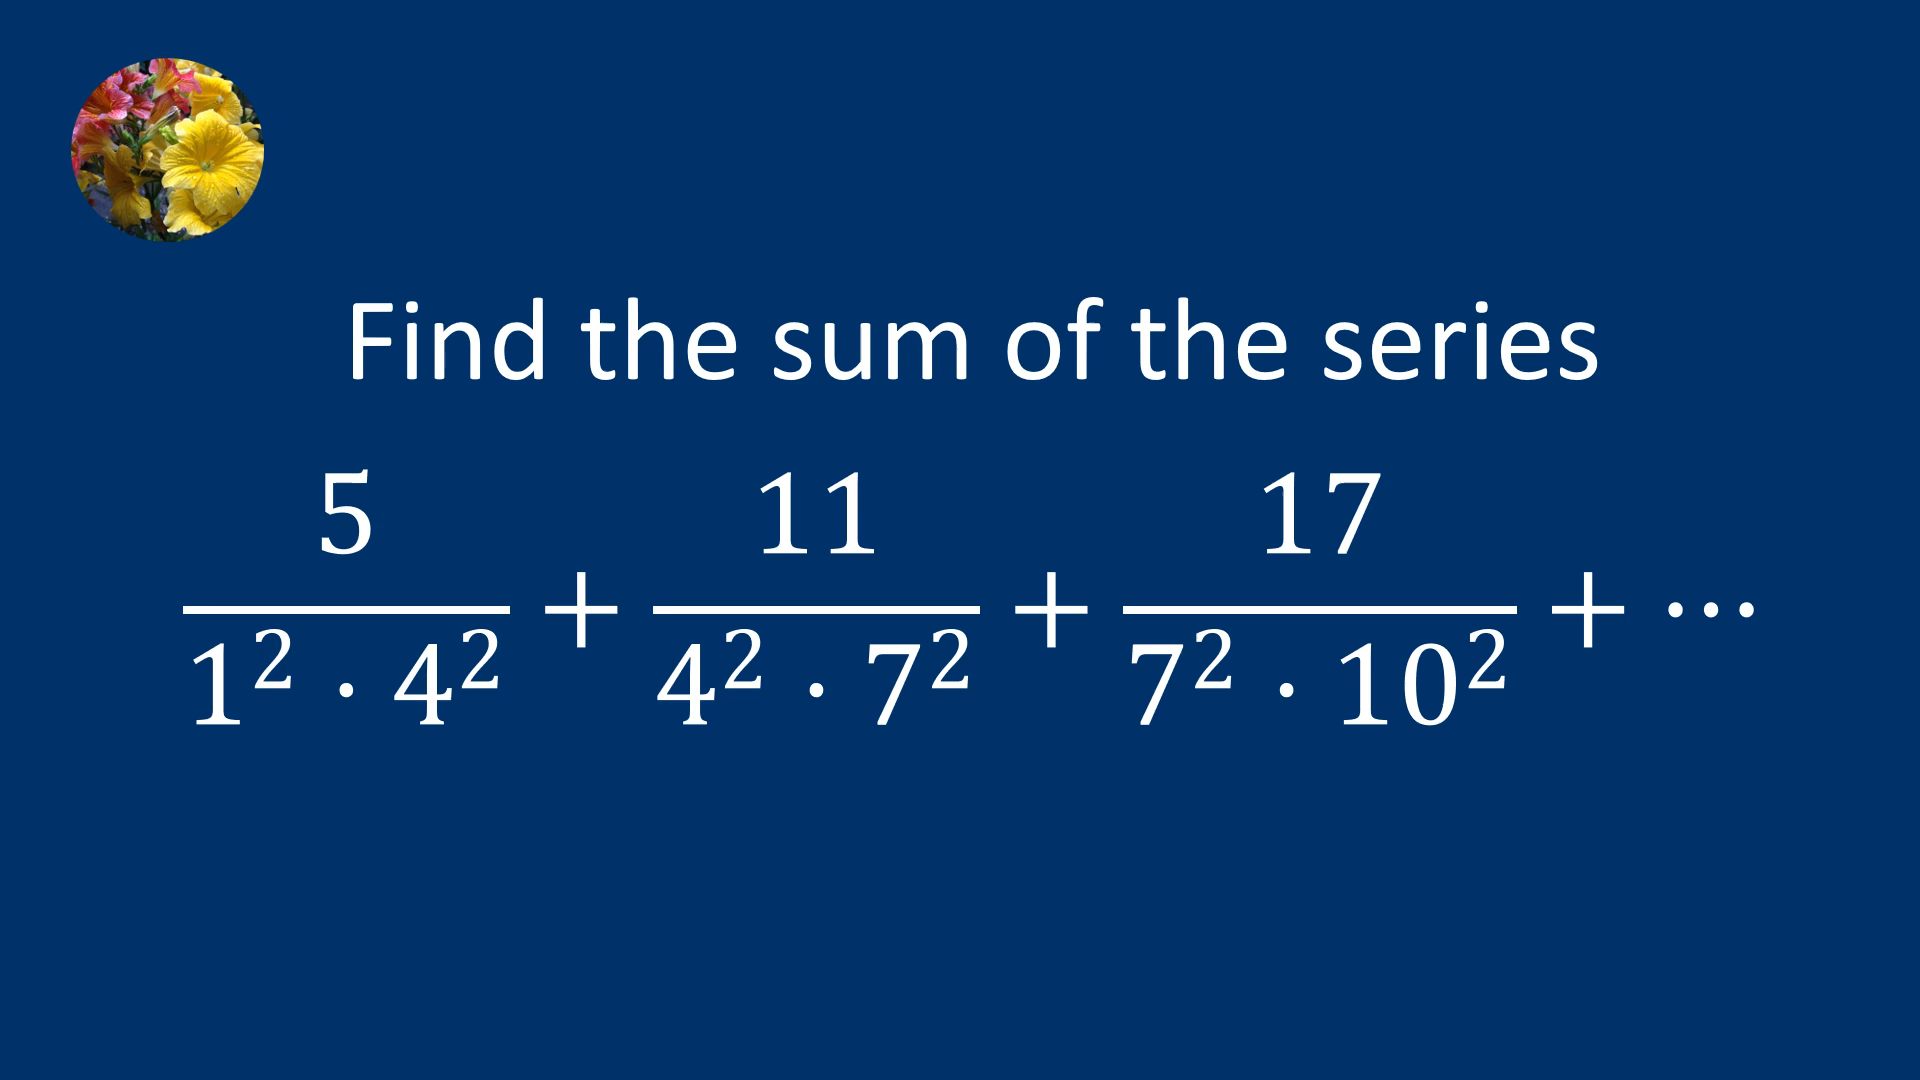 Find the sum of the series
5/(1² · 4²) + 11/(4² · 7²) + 17/(7² · 10²) + ⋯